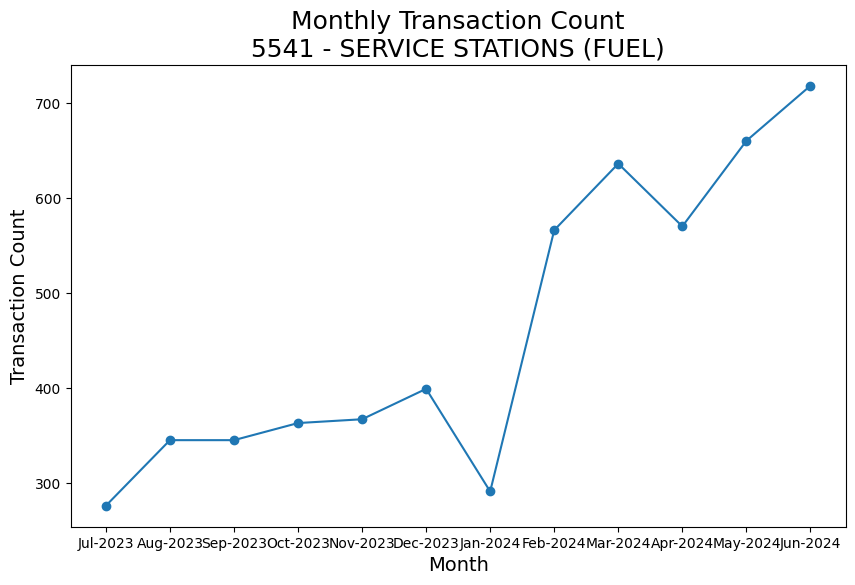 Monthly Transaction Count
5541 - SERVICE STATIONS (FUEL)
Transaction Count
700
600
500
400
300
Jul-2023 Aug-2023 Sep-2023 Oct-2023 Nov-2023 Dec-2023 Jan-2024 Feb-2024 Mar-2024 Apr-2024 May-2024 Jun-2024
Month